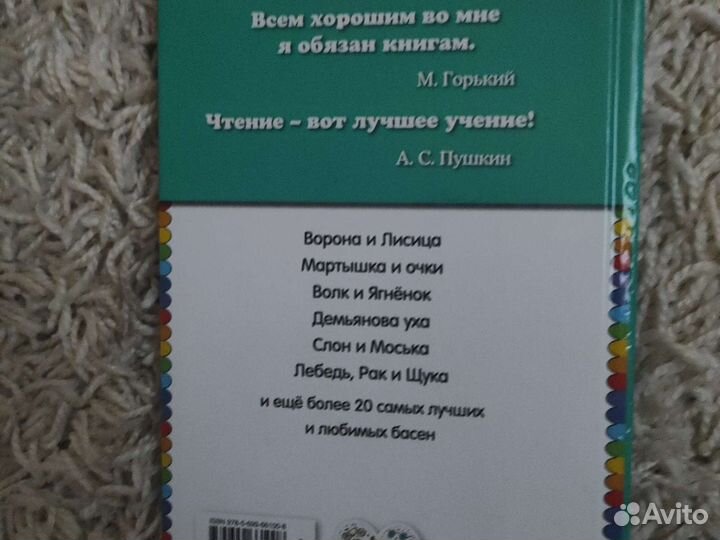 Всем хорошим во мне
я обязан книгам.
М. Горький
Чтение – вот лучшее учение!
А. С. Пушкин
Ворона и Лисица
Мартышка и очки
Волк и Ягнёнок
Демьянова уха
Слон и Моська
Лебедь, Рак и Щука
и ещё более 20 самых лучших
и любимых басен
Avito